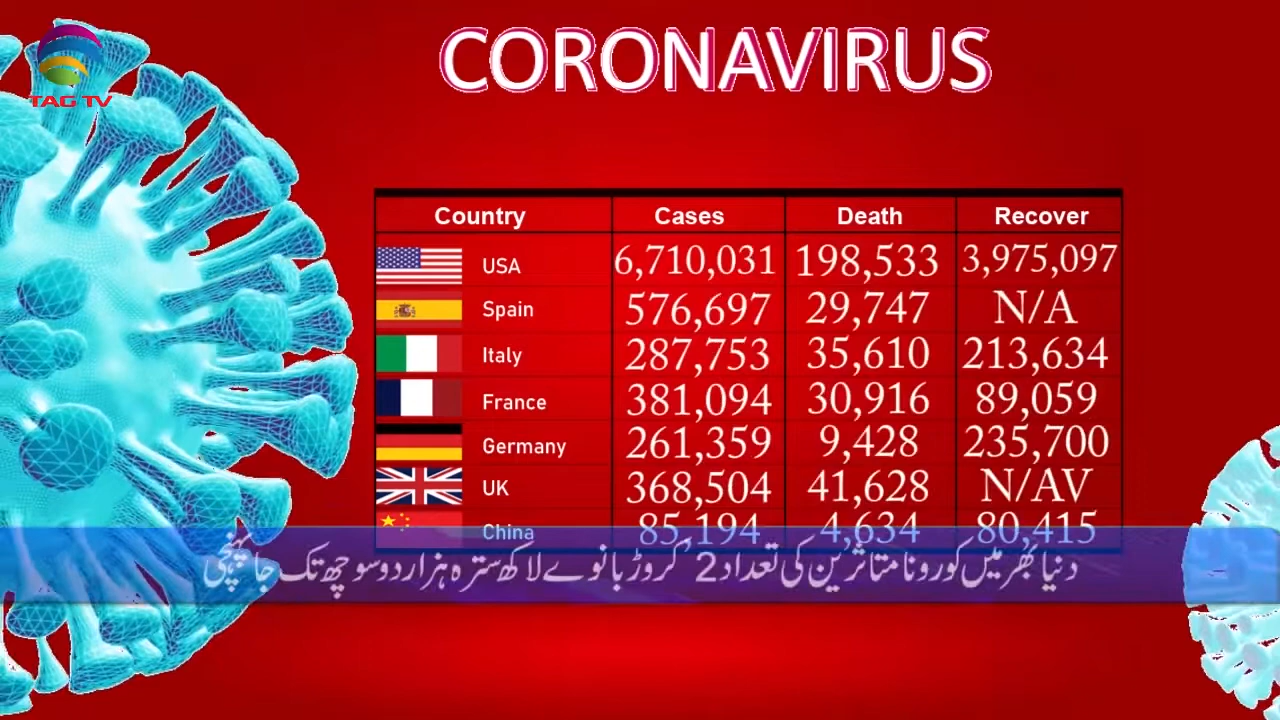 TAG TV
CORONAVIRUS
Country Cases Death Recover
USA 6,710,031 198,533 3,975,097
Spain 576,697 29,747 N/A
Italy 287,753 35,610 213,634
France 381,094 30,916 89,059
Germany 261,359 9,428 235,700
UK 368,504 41,628 N/AV
China 85,194 4,634 80,415
دنیا بھر میں کورونا متاثرین کی تعداد 2 کروڑ بانوے لاکھ سترہ ہزار دو سو چھ تک جا پہنچی